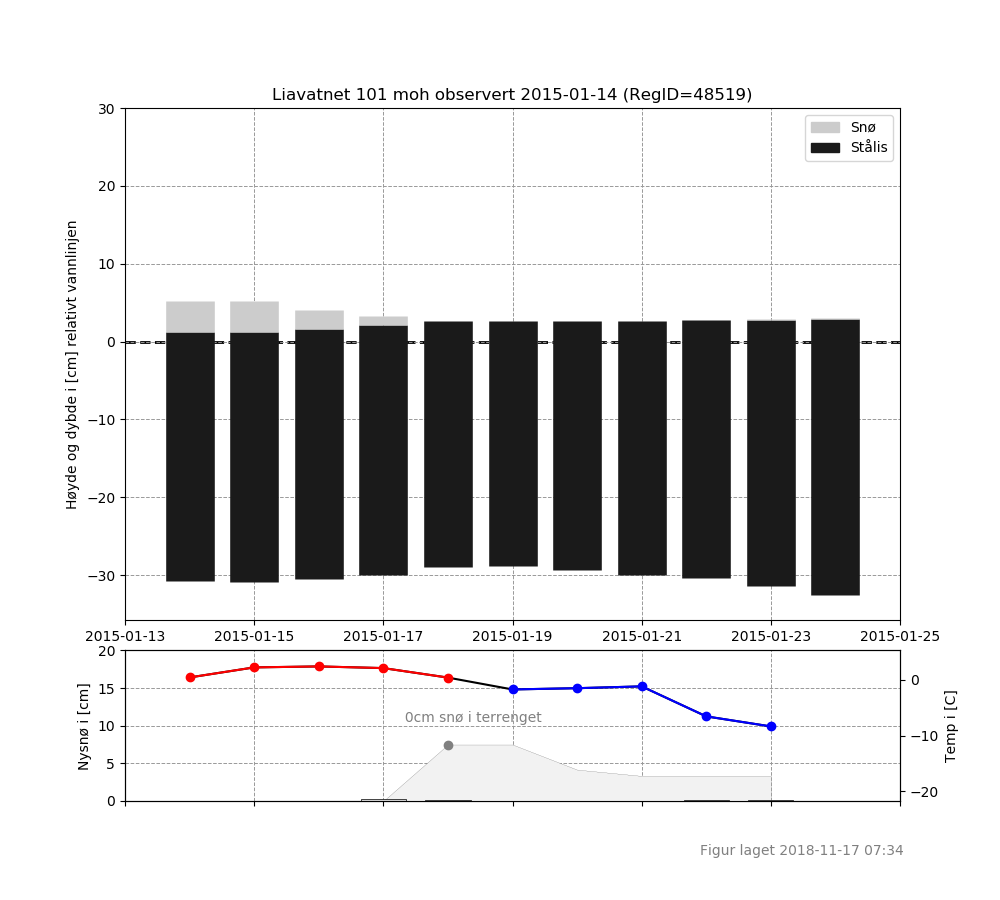 Liavatnet 101 moh observert 2015-01-14 (RegID=48519)
Snø
Stålis
Høyde og dybde i [cm] relativt vannlinjen
30
20
10
0
−10
−20
−30
2015-01-13 2015-01-15 2015-01-17 2015-01-19 2015-01-21 2015-01-23 2015-01-25
Nysnø i [cm]
20
15
10
5
0
0cm snø i terrenget
0
−10
−20
Temp i [C]
Figur laget 2018-11-17 07:34